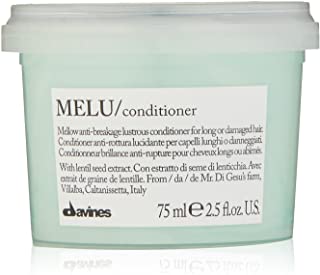 MELU/conditioner
Mellow anti-breakage lustrous conditioner for long or damaged hair.
Conditioner anti-rottura lucidante per capelli lunghi o danneggiati.
Conditionneur brillante anti-rupture pour cheveux longs ou abîmés.
With lentil seed extract. Con estratto di seme di lenticchia. Avec
extrait de graine de lentille. From / da / de Mr. Di Gesu's firm,
Villalba, Caltanissetta, Italy
davines
75 ml ℮ 2.5 fl.oz. U.S.